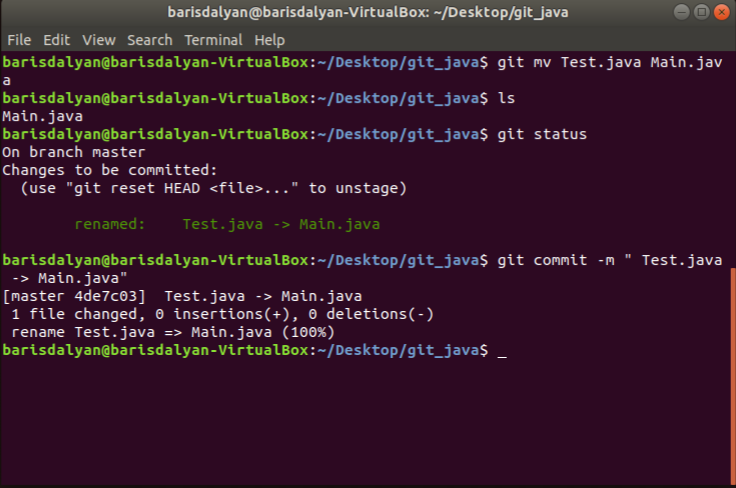 barisdalyan@barisdalyan-VirtualBox: ~/Desktop/git_java
File Edit View Search Terminal Help
barisdalyan@barisdalyan-VirtualBox:~/Desktop/git_java$ git mv Test.java Main.jav
a
barisdalyan@barisdalyan-VirtualBox:~/Desktop/git_java$ ls
Main.java
barisdalyan@barisdalyan-VirtualBox:~/Desktop/git_java$ git status
On branch master
Changes to be committed:
  (use "git reset HEAD <file>..." to unstage)
        renamed:    Test.java -> Main.java
barisdalyan@barisdalyan-VirtualBox:~/Desktop/git_java$ git commit -m " Test.java
 -> Main.java"
[master 4de7c03]  Test.java -> Main.java
 1 file changed, 0 insertions(+), 0 deletions(-)
 rename Test.java => Main.java (100%)
barisdalyan@barisdalyan-VirtualBox:~/Desktop/git_java$ _